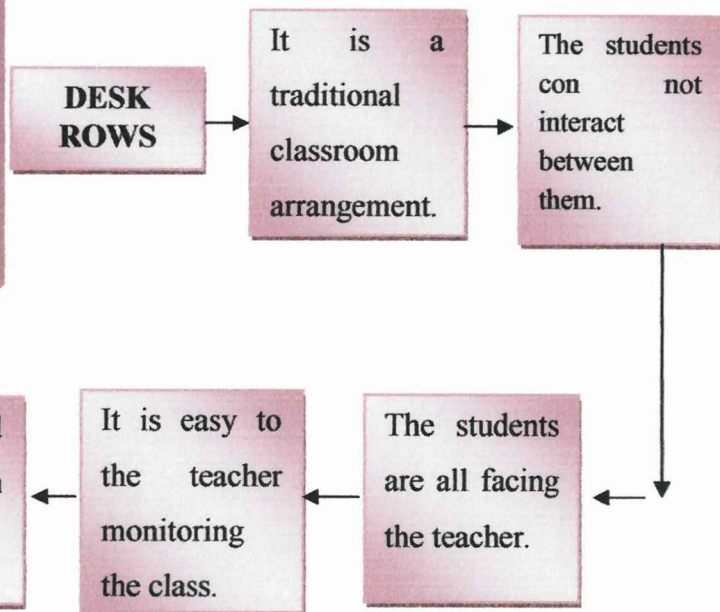 DESK
ROWS
It is a
traditional
classroom
arrangement.
The students
con not
interact
between
them.
The students
are all facing
the teacher.
It is easy to
the teacher
monitoring
the class.